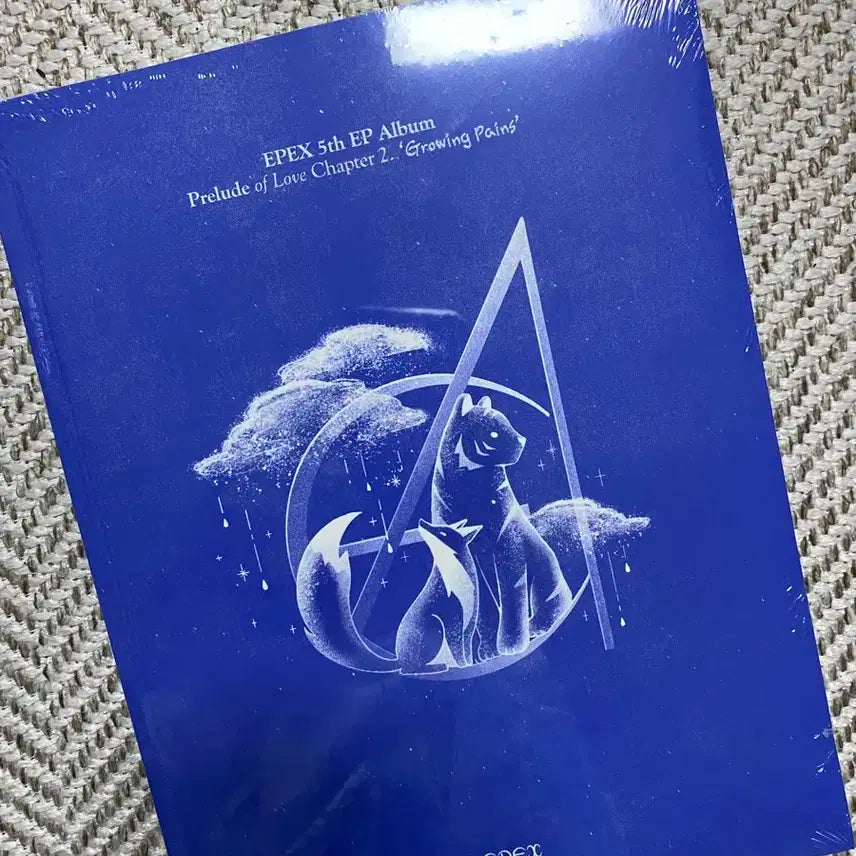 EPEX 5th EP Album
Prelude of Love Chapter 2. 'Growing Pains'